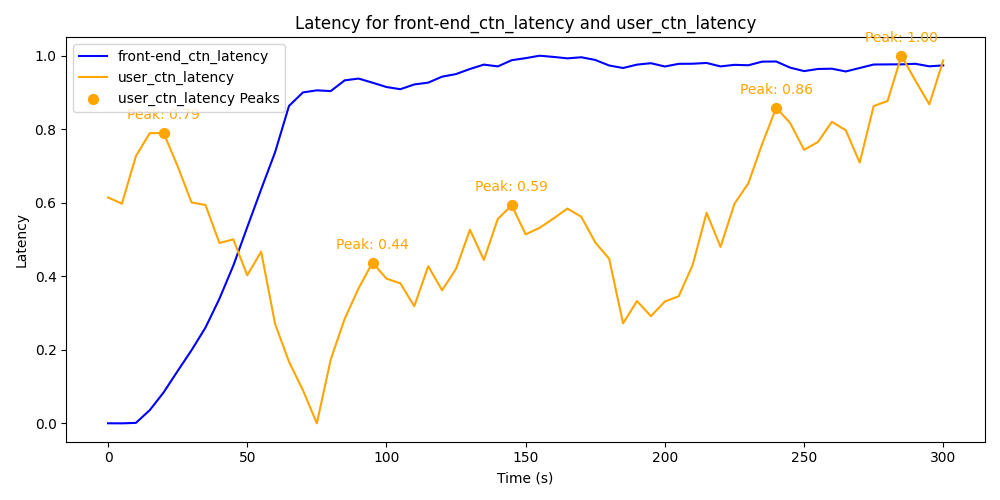 Latency for front-end_ctn_latency and user_ctn_latency
front-end_ctn_latency
user_ctn_latency
user_ctn_latency Peaks
Peak: 0.79
Peak: 0.44
Peak: 0.59
Peak: 0.86
Peak: 1.00
Latency
1.0
0.8
0.6
0.4
0.2
0.0
0 50 100 150 200 250 300
Time (s)